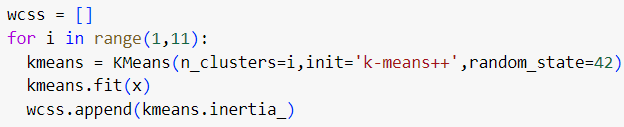 wcss = []
for i in range(1,11):
  kmeans = KMeans(n_clusters=i,init='k-means++',random_state=42)
  kmeans.fit(x)
  wcss.append(kmeans.inertia_)